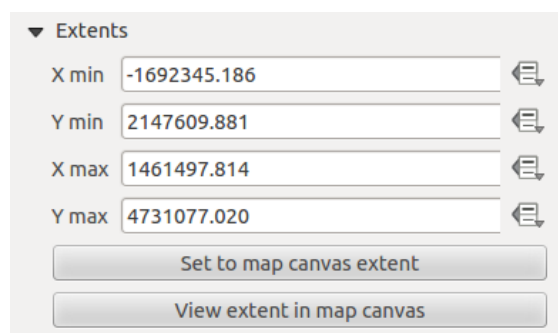 Extents
X min -1692345.186
Y min 2147609.881
X max 1461497.814
Y max 4731077.020
Set to map canvas extent
View extent in map canvas